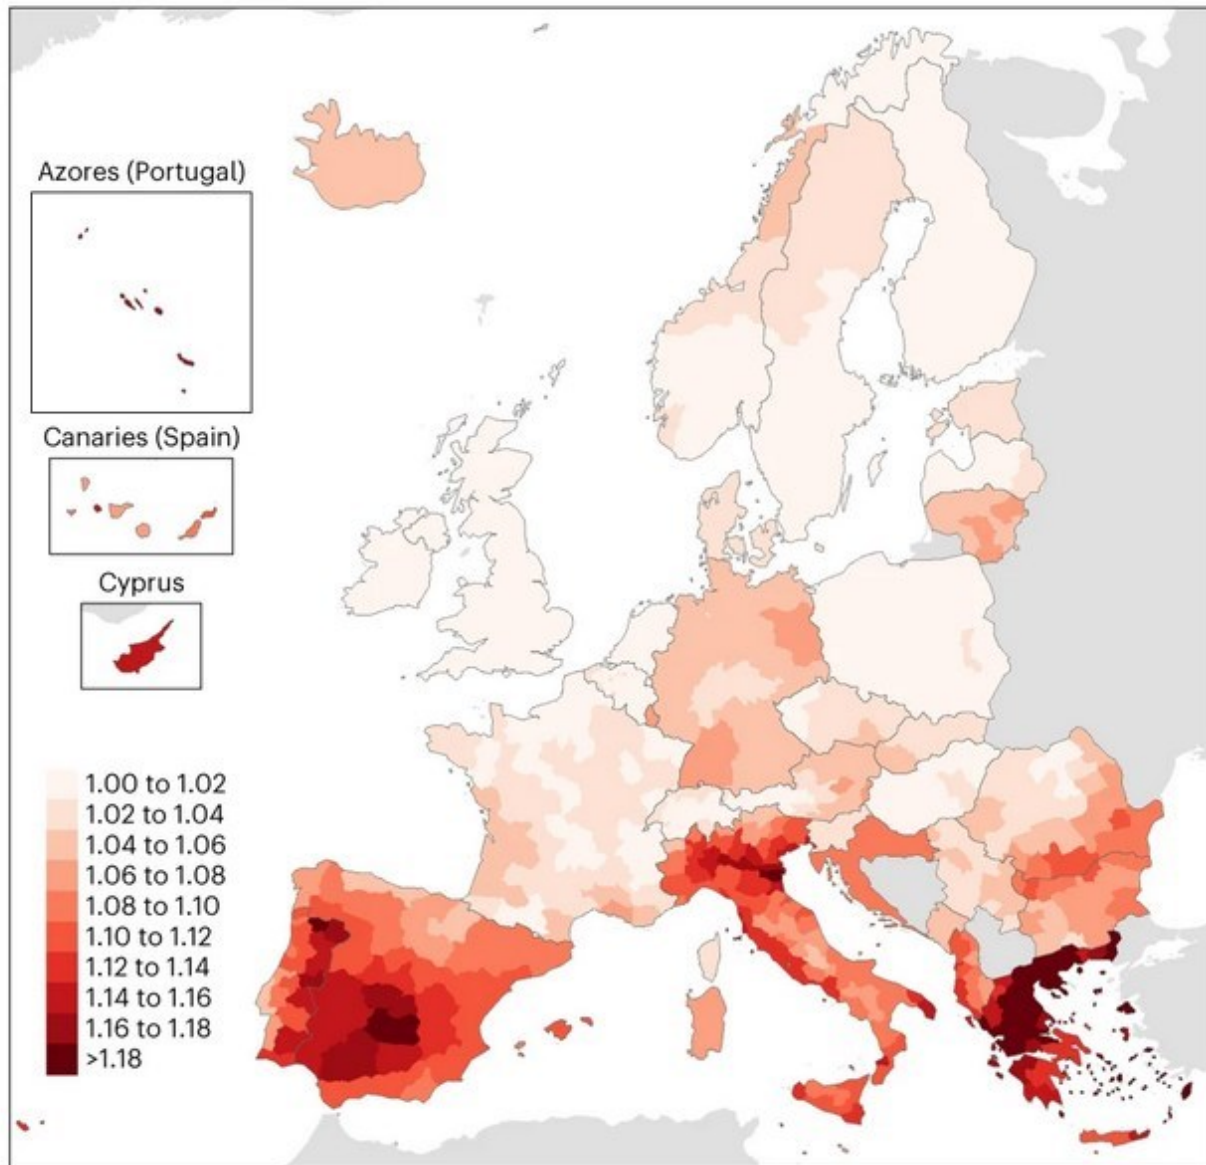 Azores (Portugal)
Canaries (Spain)
Cyprus
1.00 to 1.02
1.02 to 1.04
1.04 to 1.06
1.06 to 1.08
1.08 to 1.10
1.10 to 1.12
1.12 to 1.14
1.14 to 1.16
1.16 to 1.18
>1.18